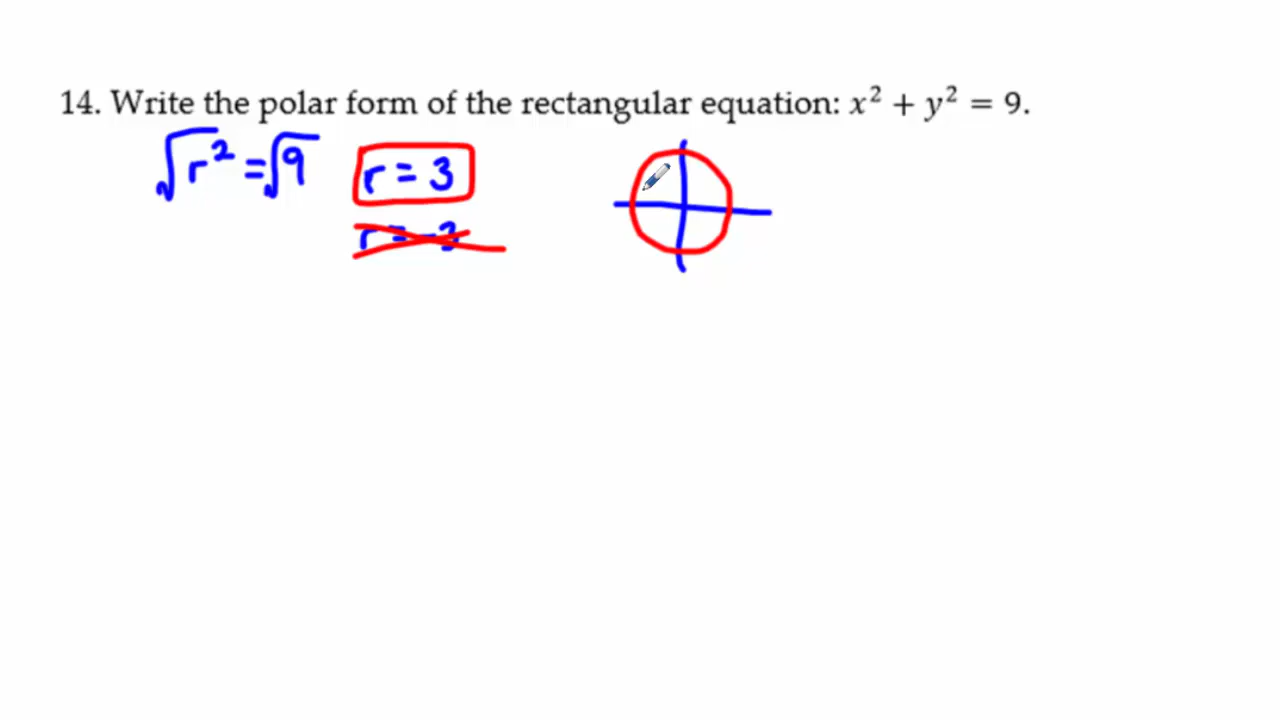 14. Write the polar form of the rectangular equation: x² + y² = 9.
√r² = √9 r = 3
r = -3